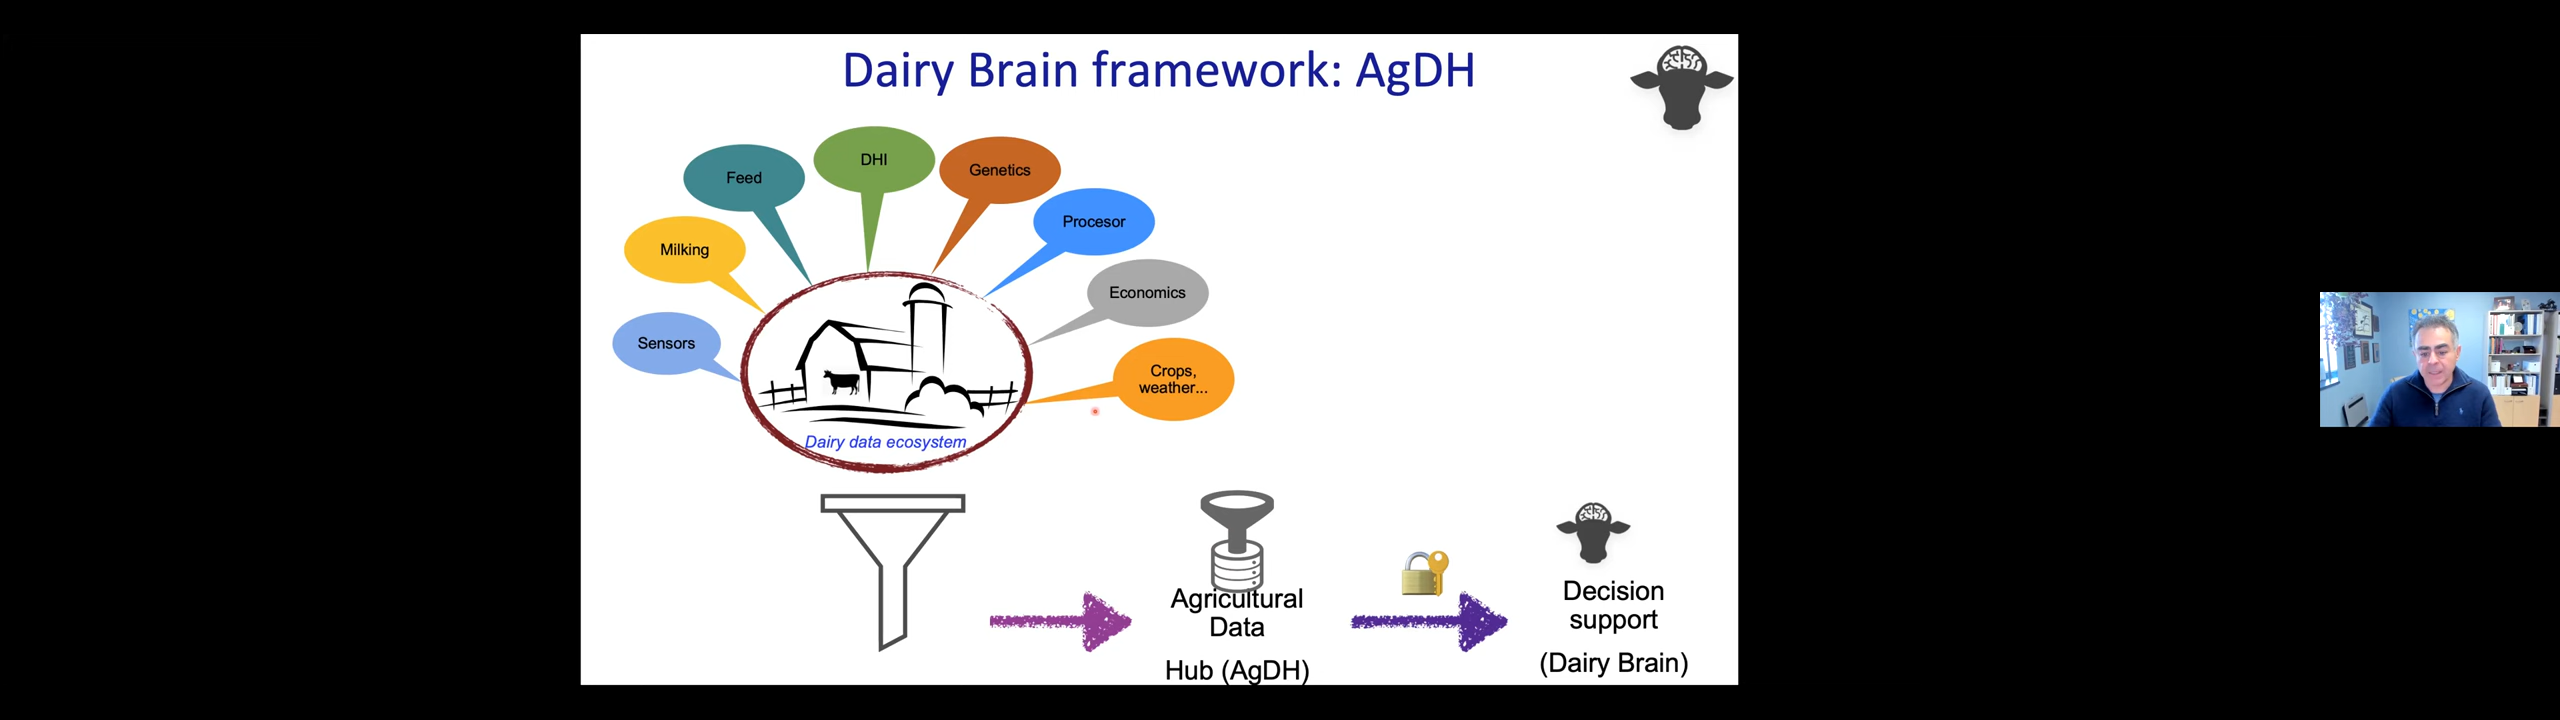 Dairy Brain framework: AgDH
DHI
Genetics
Feed
Procesor
Milking
Economics
Sensors
Crops,
weather...
Dairy data ecosystem
Agricultural
Data
Hub (AgDH)
Decision
support
(Dairy Brain)